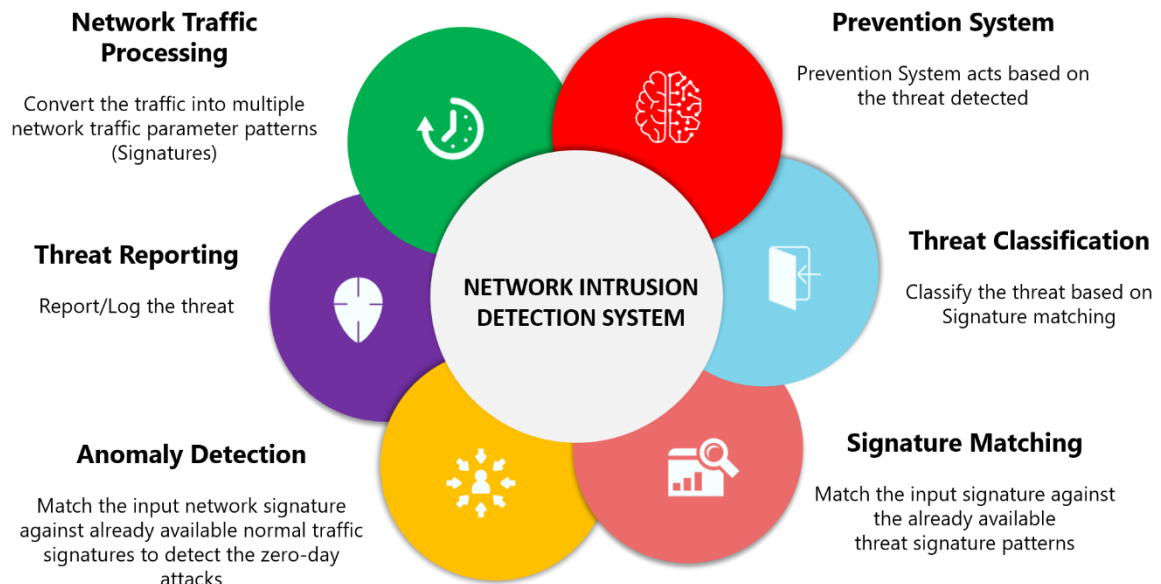 Network Traffic
Processing
Convert the traffic into multiple
network traffic parameter patterns
(Signatures)
Prevention System
Prevention System acts based on
the threat detected
Threat Reporting
Report/Log the threat
NETWORK INTRUSION
DETECTION SYSTEM
Threat Classification
Classify the threat based on
Signature matching
Anomaly Detection
Match the input network signature
against already available normal traffic
signatures to detect the zero-day
attacks
Signature Matching
Match the input signature against
the already available
threat signature patterns